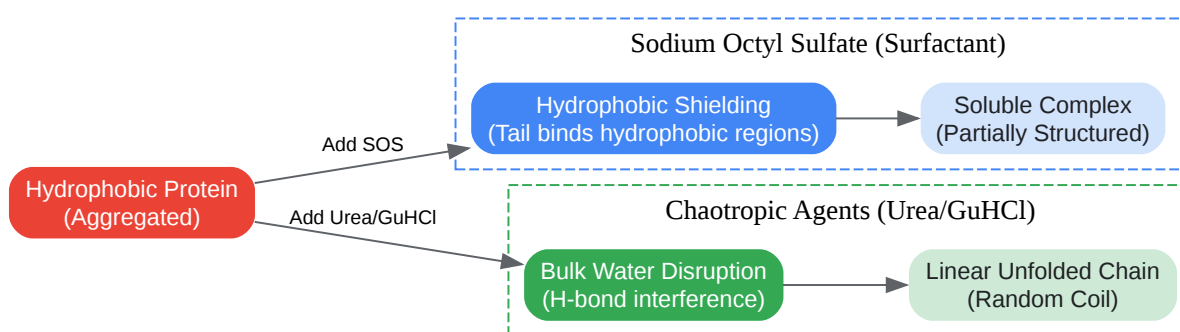 Sodium Octyl Sulfate (Surfactant)
Hydrophobic Shielding
(Tail binds hydrophobic regions)
Soluble Complex
(Partially Structured)
Add SOS
Hydrophobic Protein
(Aggregated)
Add Urea/GuHCl
Chaotropic Agents (Urea/GuHCl)
Bulk Water Disruption
(H-bond interference)
Linear Unfolded Chain
(Random Coil)